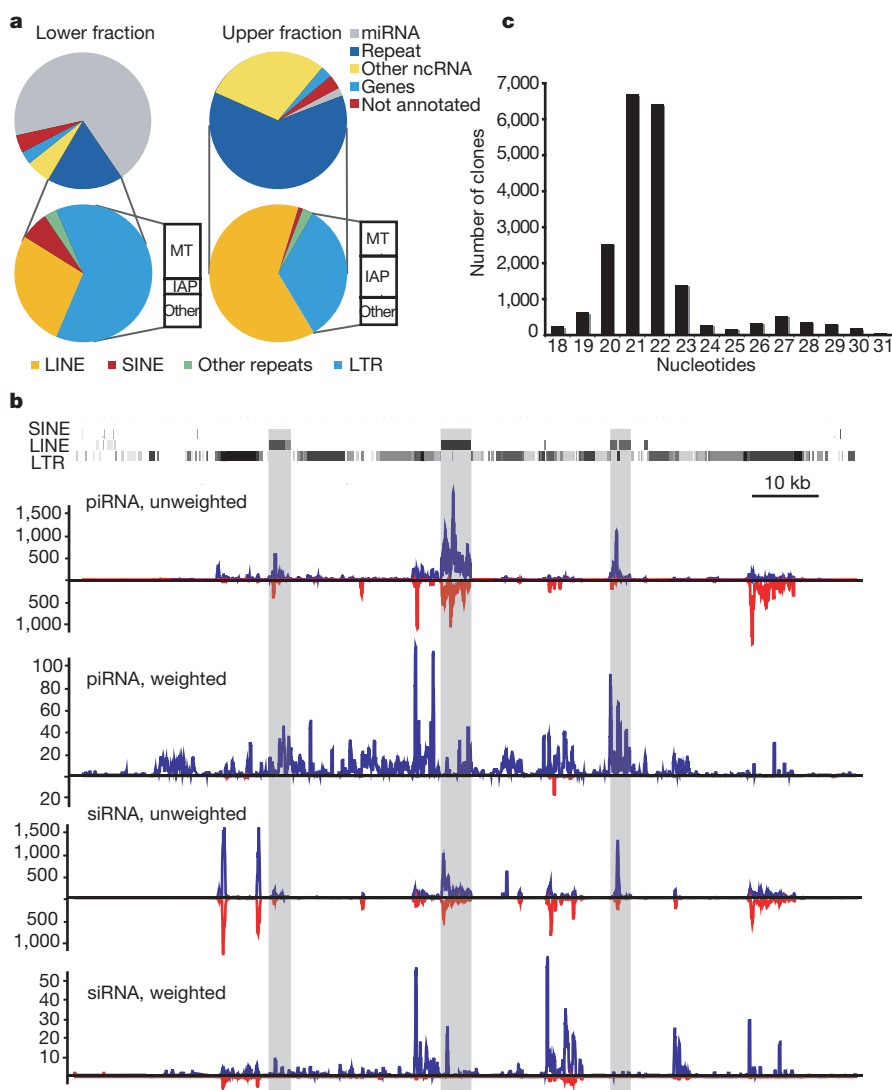 a
Lower fraction
Upper fraction
miRNA
Repeat
Other ncRNA
Genes
Not annotated
MT
IAP
Other
MT
IAP
Other
LINE
SINE
Other repeats
LTR
c
Number of clones
7,000
6,000
5,000
4,000
3,000
2,000
1,000
0
18 19 20 21 22 23 24 25 26 27 28 29 30 31
Nucleotides
b
SINE
LINE
LTR
10 kb
piRNA, unweighted
1,500
1,000
500
500
1,000
piRNA, weighted
100
80
60
40
20
20
siRNA, unweighted
1,500
1,000
500
500
1,000
siRNA, weighted
50
40
30
20
10